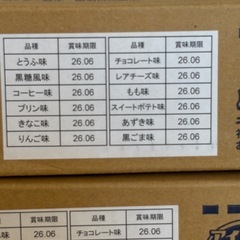 品種 賞味期限 品種 賞味期限
とうふ味 26.06 チョコレート味 26.06
黒糖風味 26.06 レアチーズ味 26.06
コーヒー味 26.06 もも味 26.06
プリン味 26.06 スイートポテト味 26.06
きなこ味 26.06 あずき味 26.06
りんご味 26.06 黒ごま味 26.06
品種 賞味期限 品種 賞味期限
味 26.06 チョコレート味 26.06